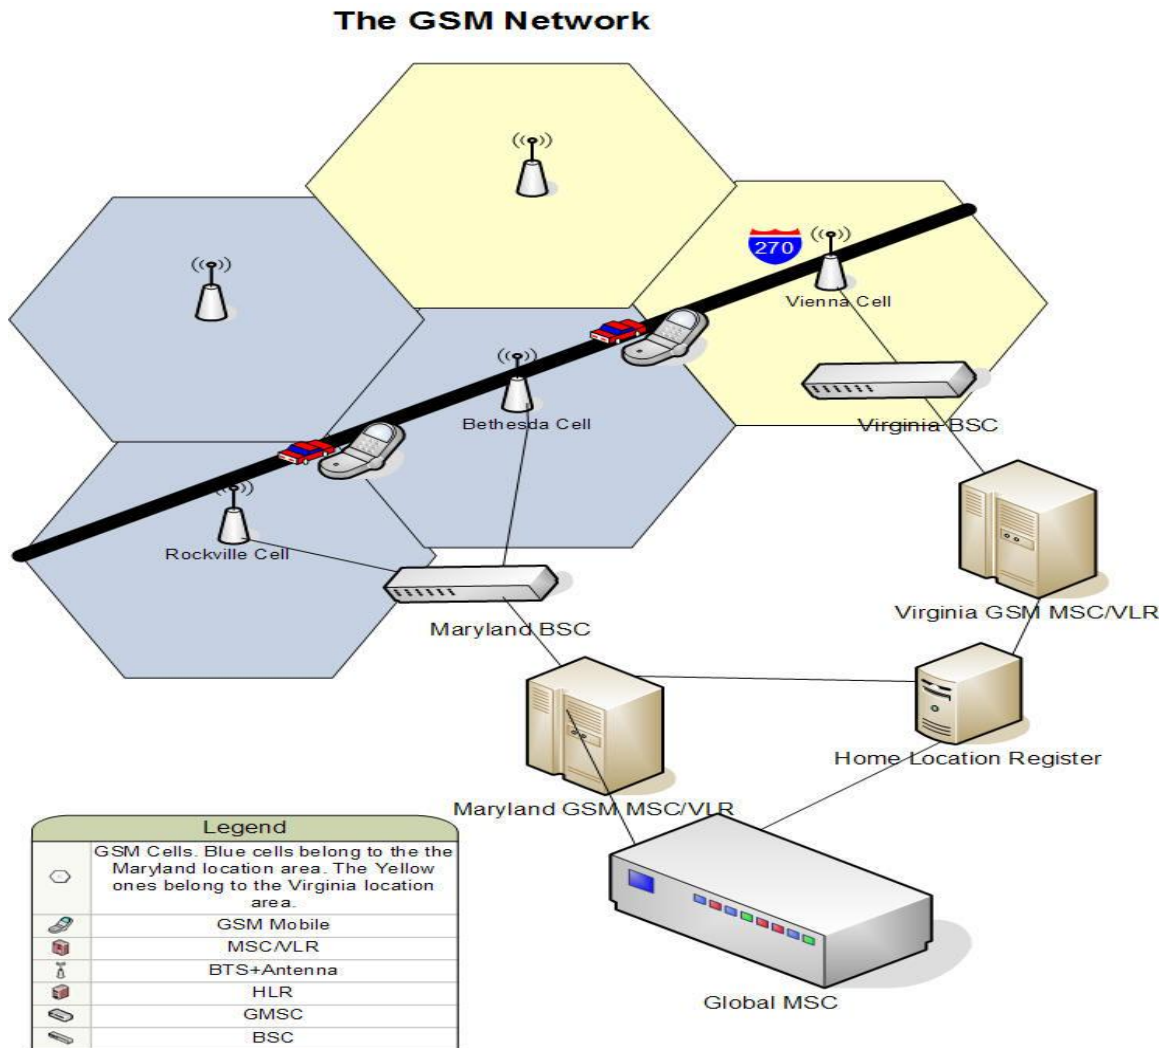 The GSM Network
270
Vienna Cell
Bethesda Cell
Virginia BSC
Rockville Cell
Maryland BSC
Virginia GSM MSC/VLR
Home Location Register
Maryland GSM MSC/VLR
Global MSC
Legend
GSM Cells. Blue cells belong to the the
Maryland location area. The Yellow
ones belong to the Virginia location
area.
GSM Mobile
MSC/VLR
BTS+Antenna
HLR
GMSC
BSC